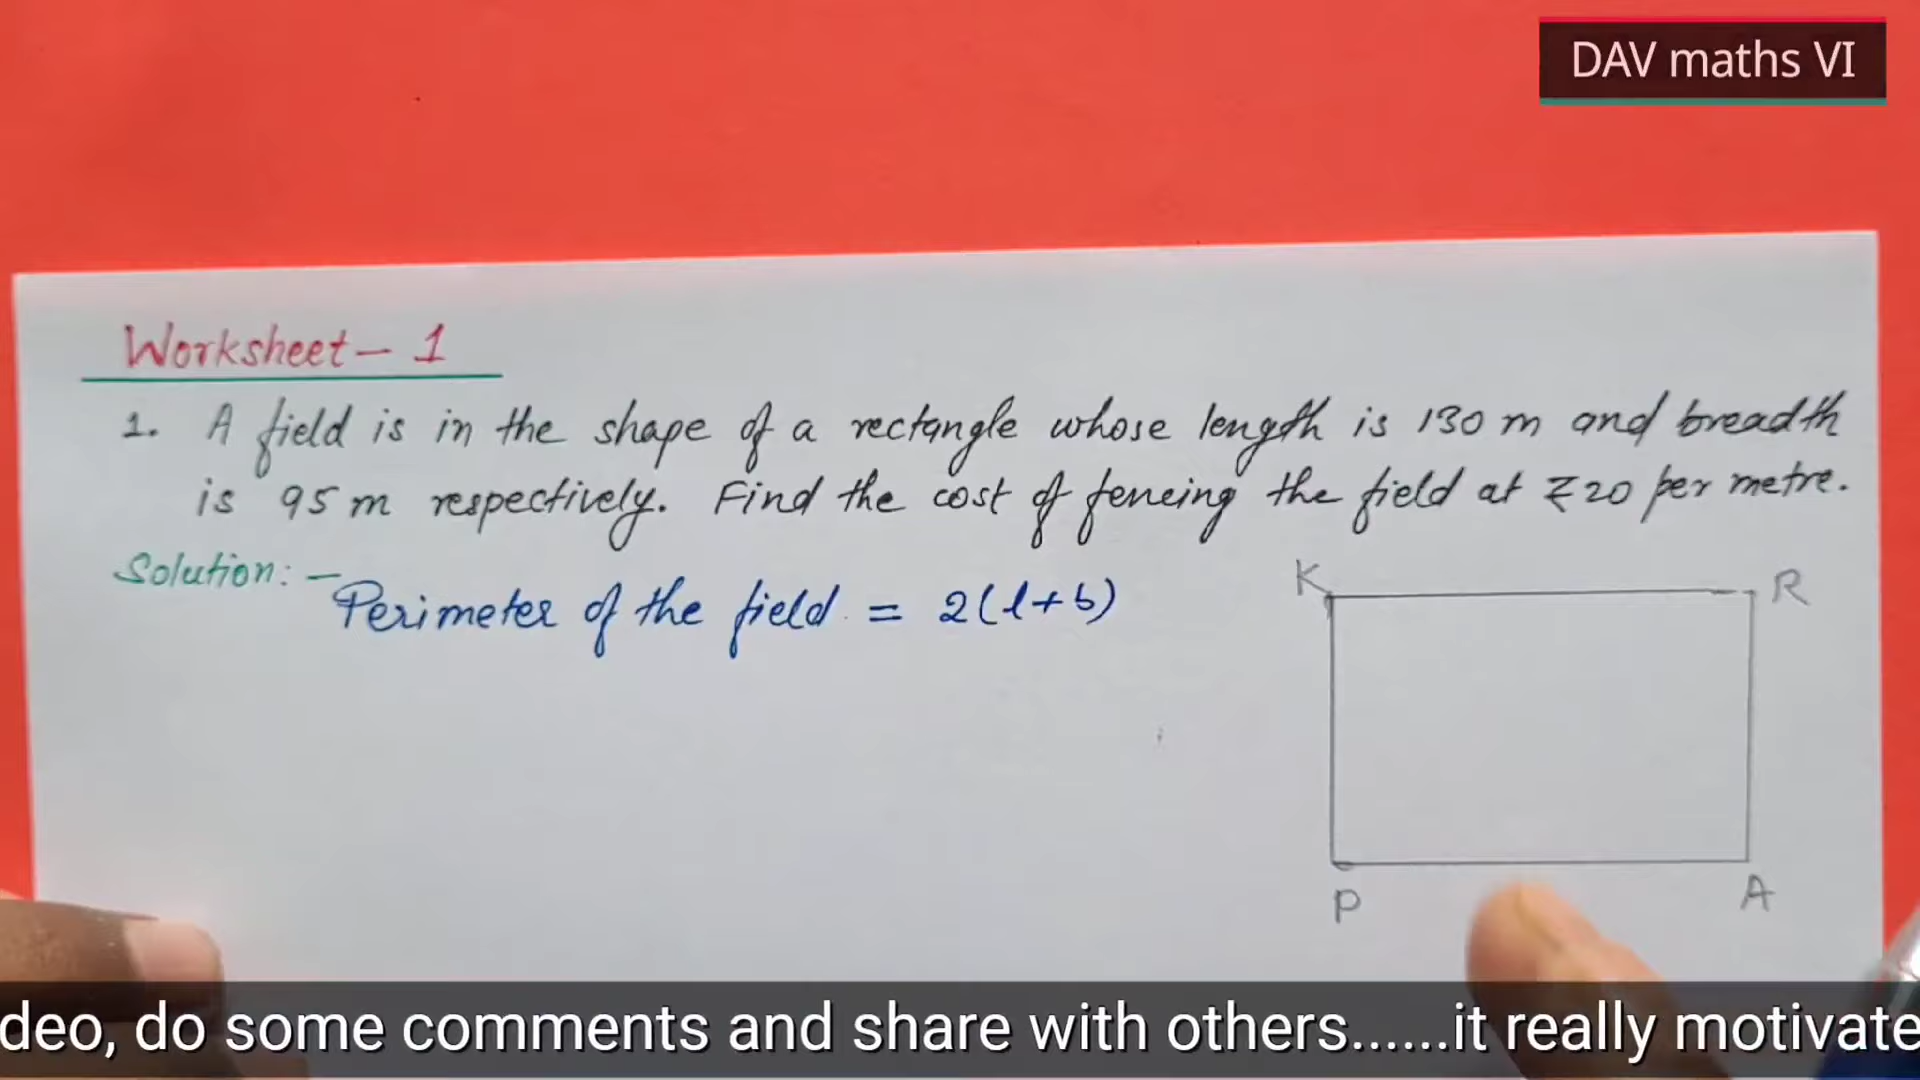 DAV maths VI
Worksheet - 1
1. A field is in the shape of a rectangle whose length is 130 m and breadth
is 95 m respectively. Find the cost of fencing the field at ₹20 per metre.
Solution: -
Perimeter of the field = 2(l+b)
K R
P A
deo, do some comments and share with others......it really motivate